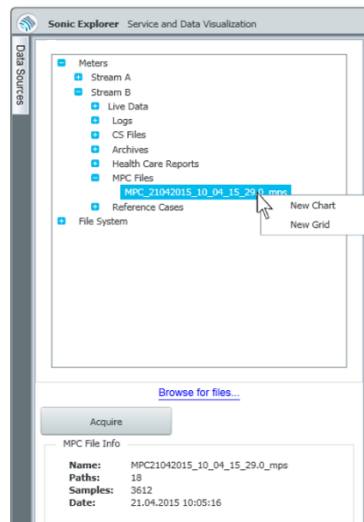 Sonic Explorer Service and Data Visualization
Data Sources
Meters
Stream A
Stream B
Live Data
Logs
CS Files
Archives
Health Care Reports
MPC Files
MPC_21042015_10_04_15_29.0_mps
New Chart
Reference Cases
File System
New Grid
Browse for files...
Acquire
MPC File Info
Name: MPC21042015_10_04_15_29.0_mps
Paths: 18
Samples: 3612
Date: 21.04.2015 10:05:16